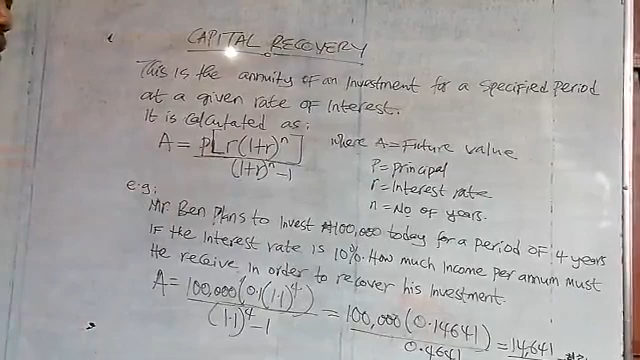 CAPITAL RECOVERY
This is the annuity of an Investment for a specified period
at a given rate of Interest.
It is calculated as:
A = P[r(1+r)^n] / (1+r)^n - 1 where A = Future value
P = principal
r = Interest rate
n = No of years.
e.g;
Mr Ben plans to Invest ₦100,000 today for a period of 4 years
If the Interest rate is 10%. How much Income per annum must
He receive in order to recover his Investment.
A = 100,000(0.1(1.1)^4) / (1.1)^4 - 1 = 100,000(0.14641) / 0.4641 = 14,641